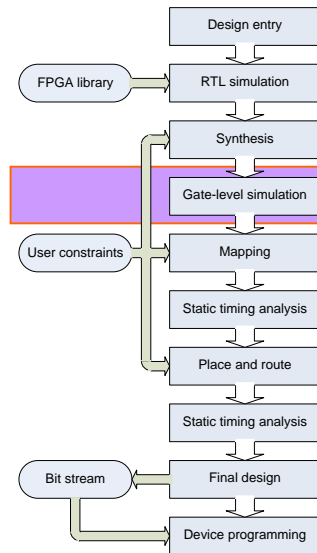 Design entry
FPGA library
RTL simulation
Synthesis
Gate-level simulation
User constraints
Mapping
Static timing analysis
Place and route
Static timing analysis
Bit stream
Final design
Device programming